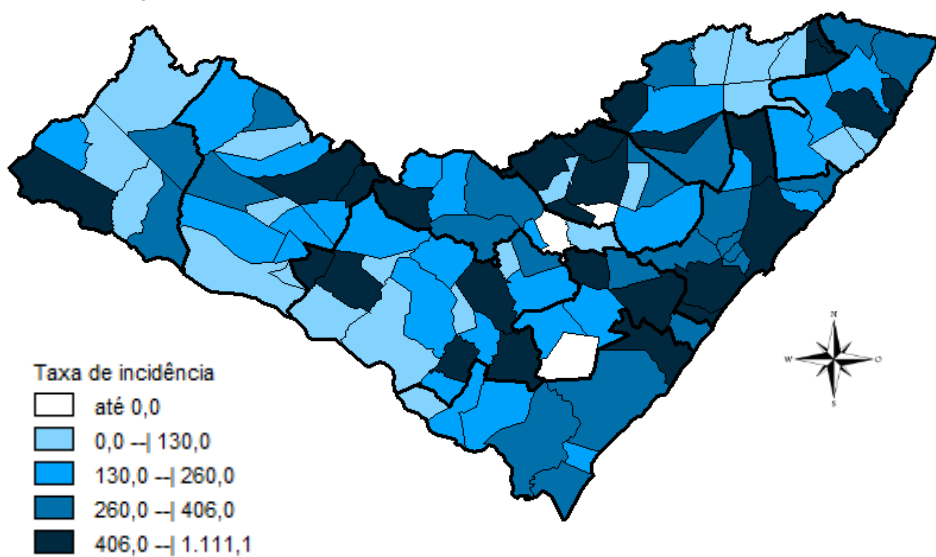 N
W
O
S
Taxa de incidência
até 0,0
0,0 --| 130,0
130,0 --| 260,0
260,0 --| 406,0
406,0 --| 1.111,1